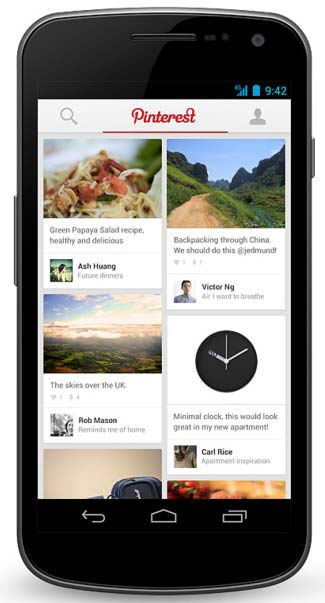 4G 9:42
Pinterest
Green Papaya Salad recipe,
healthy and delicious
Ash Huang
Future dinners
The skies over the UK.
1 4
Rob Mason
Reminds me of home
Backpacking through China.
We should do this @jedmund!
1 1
Victor Ng
Air I want to breathe
Minimal clock, this would look
great in my new apartment!
Carl Rice
Apartment inspiration